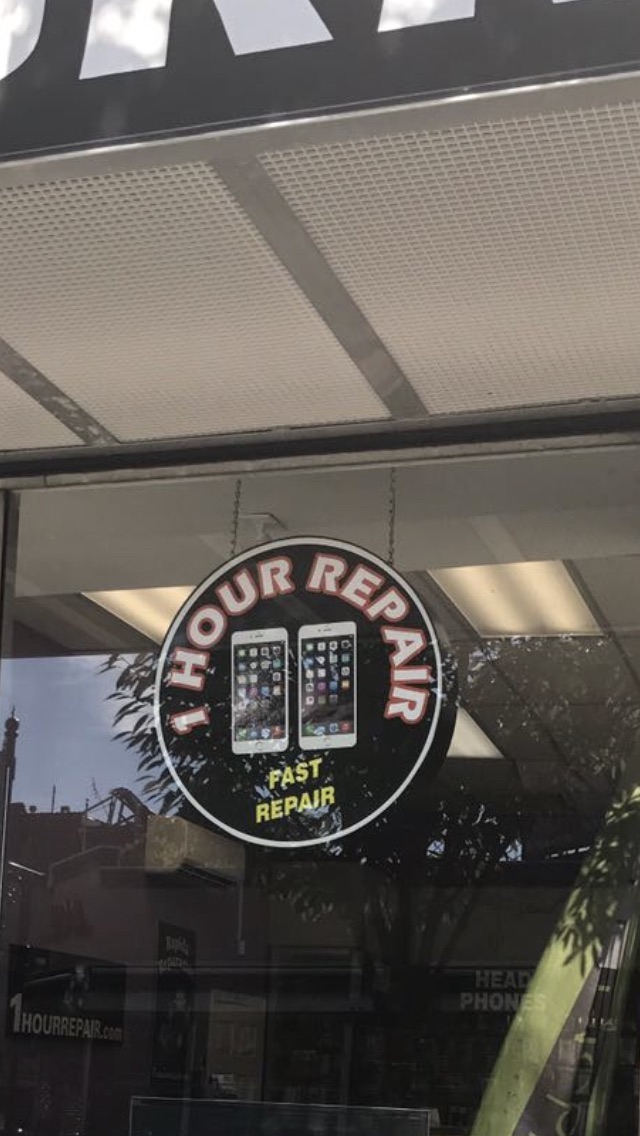 1 HOUR REPAIR
FAST
REPAIR
1HOURREPAIR.com
HEAD
PHONES